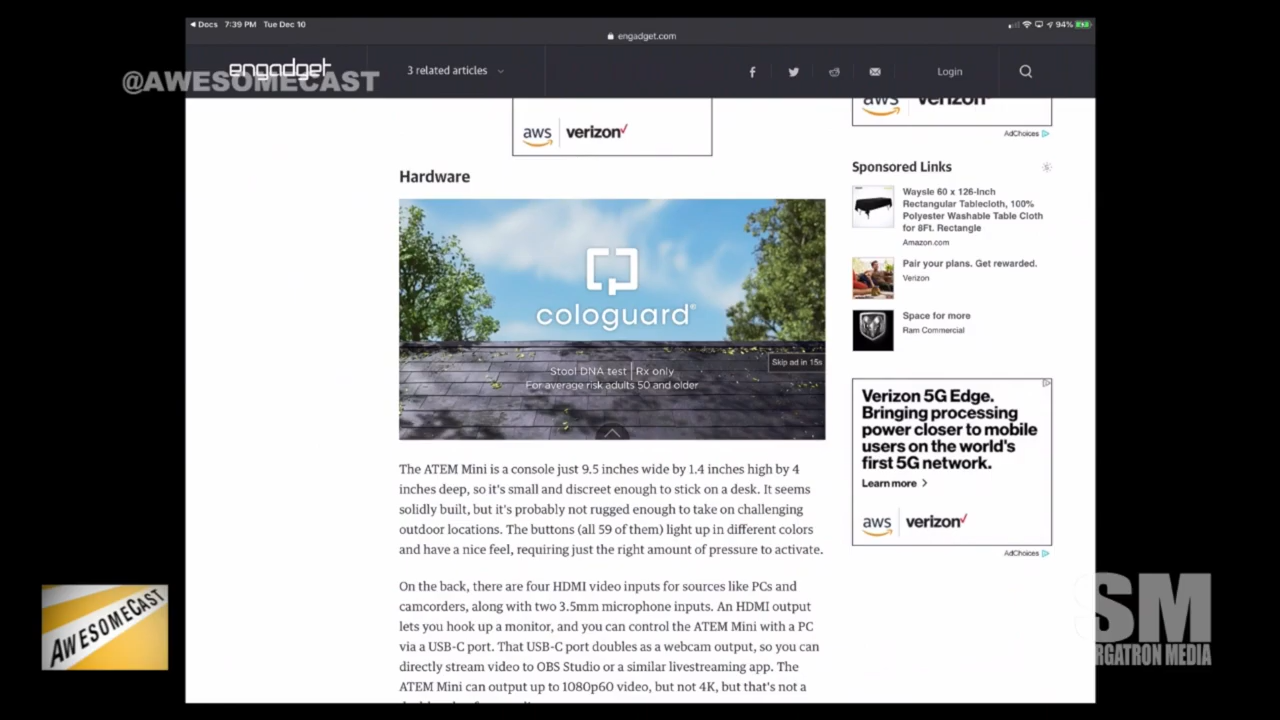 Docs 7:39 PM Tue Dec 10
94%
engadget.com
engadget
3 related articles
Login
@AWESOMECAST
aws verizon
aws verizon
AdChoices
Hardware
cologuard®
Stool DNA test | Rx only
For average risk adults 50 and older
Skip ad in 15s
The ATEM Mini is a console just 9.5 inches wide by 1.4 inches high by 4
inches deep, so it's small and discreet enough to stick on a desk. It seems
solidly built, but it's probably not rugged enough to take on challenging
outdoor locations. The buttons (all 59 of them) light up in different colors
and have a nice feel, requiring just the right amount of pressure to activate.
On the back, there are four HDMI video inputs for sources like PCs and
camcorders, along with two 3.5mm microphone inputs. An HDMI output
lets you hook up a monitor, and you can control the ATEM Mini with a PC
via a USB-C port. That USB-C port doubles as a webcam output, so you can
directly stream video to OBS Studio or a similar livestreaming app. The
ATEM Mini can output up to 1080p60 video, but not 4K, but that's not a
Sponsored Links
Waysle 60 x 126-Inch
Rectangular Tablecloth, 100%
Polyester Washable Table Cloth
for 8Ft. Rectangle
Amazon.com
Pair your plans. Get rewarded.
Verizon
Space for more
Ram Commercial
Verizon 5G Edge.
Bringing processing
power closer to mobile
users on the world's
first 5G network.
Learn more >
aws verizon
AdChoices
AWESOMECAST
SM
RGATRON MEDIA